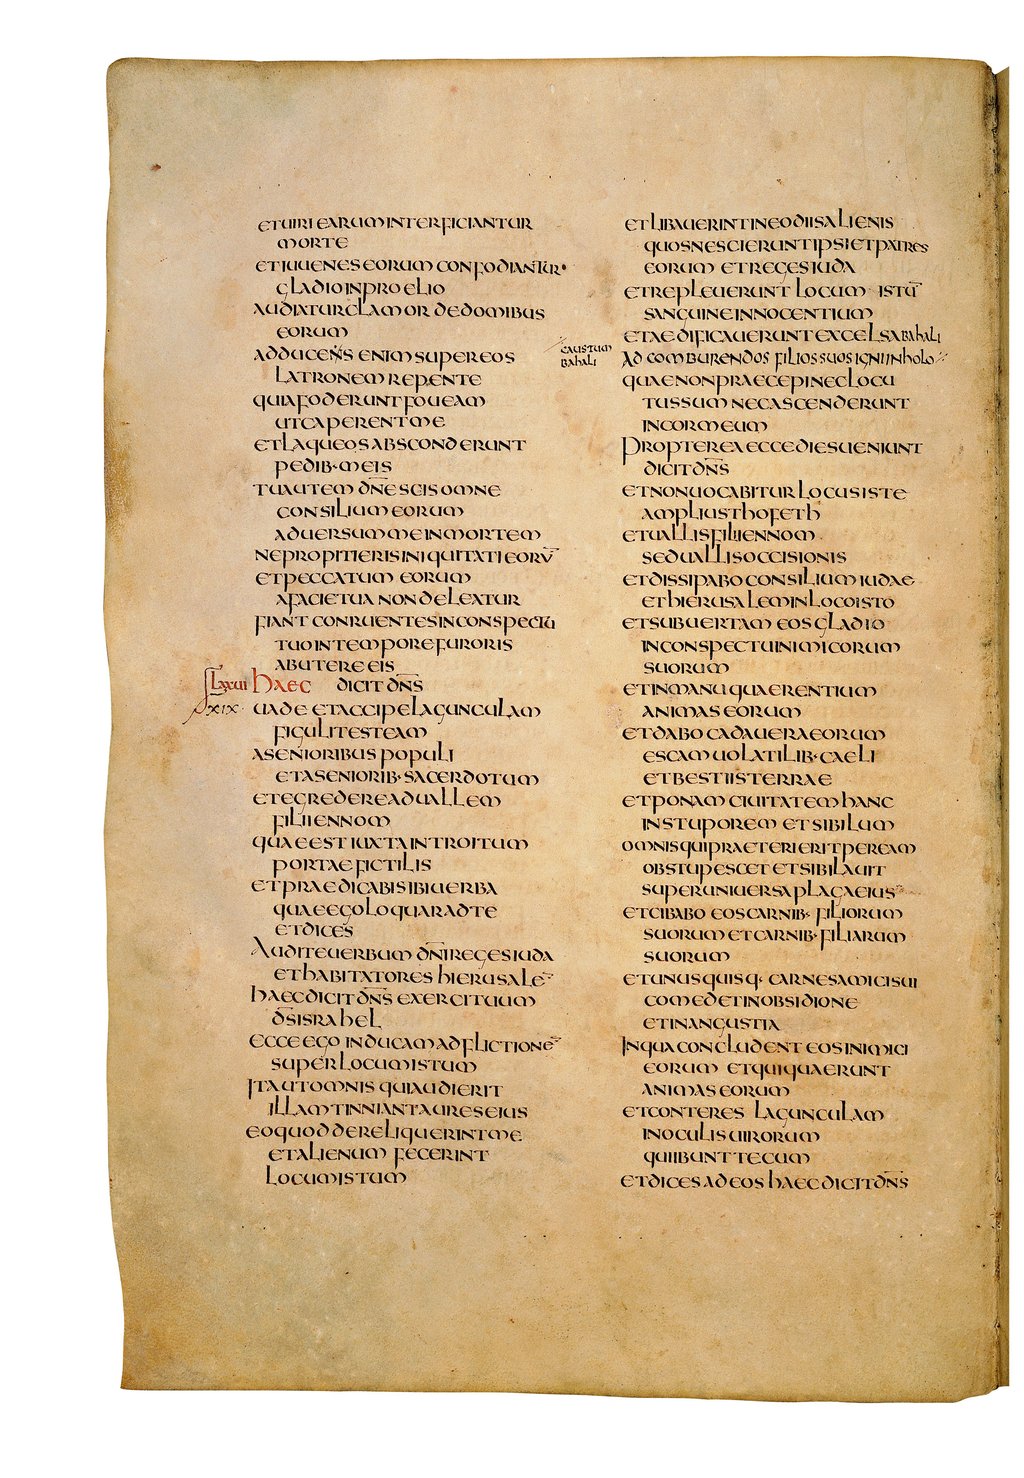 ETUIRI EARUM INTERFICIANTUR
MORTE
ET IUUENES EORUM CONFODIANTUR
GLADIO IN PROELIO
AUDIATUR CLAMOR DE DOMIBUS
EORUM
ADDUCENS ENIM SUPER EOS
LATRONEM REPENTE
QUIA FODERUNT FOUEAM
UT CAPERENT ME
ET LAQUEOS ABSCONDERUNT
PEDIB· MEIS
TU AUTEM DNE SCIS OMNE
CONSILIUM EORUM
ADUERSUM ME IN MORTEM
NE PROPITIERIS INIQUITATI EORŪ
ET PECCATUM EORUM
A FACIE TUA NON DELEATUR
FIANT CONRUENTES IN CONSPECTU
TUO IN TEMPORE FURORIS
ABUTERE EIS
LXXUI HAEC DICIT DN̄S
XIX· UADE ET ACCIPE LAGUNCULAM
FIGULI TESTEAM
A SENIORIBUS POPULI
ET A SENIORIB· SACERDOTUM
ET EGREDERE AD UALLEM
FILII ENNOM
QUAE EST IUXTA INTROITUM
PORTAE FICTILIS
ET PRAEDICABIS IBI UERBA
QUAE EGO LOQUAR AD TE
ET DICES
AUDITE UERBUM DN̄I REGES IUDA
ET HABITATORES HIERUSALĒ
HAEC DICIT DN̄S EXERCITUUM
DS̄ ISRAHEL
ECCE EGO INDUCAM ADFLICTIONĒ
SUPER LOCUM ISTUM
ITA UT OMNIS QUI AUDIERIT
ILLAM TINNIANT AURES EIUS
EO QUOD DERELIQUERINT ME
ET ALIENUM FECERINT
LOCUM ISTUM
ET LIBAUERINT IN EO DIIS ALIENIS
QUOS NESCIERUNT IPSI ET PATRES
EORUM ET REGES IUDA
ET REPLEUERUNT LOCUM ISTŪ
SANGUINE INNOCENTIUM
ET AEDIFICAUERUNT EXCELSA BAHALI
AD COMBURENDOS FILIOS SUOS IGNI IN HOLO
CAUSTUM
BAHALI
QUAE NON PRAECEPI NEC LOCU
TUS SUM NEC ASCENDERUNT
IN COR MEUM
PROPTEREA ECCE DIES UENIUNT
DICIT DN̄S
ET NON UOCABITUR LOCUS ISTE
AMPLIUS THOFETH
ET UALLIS FILII ENNOM
SED UALLIS OCCISIONIS
ET DISSIPABO CONSILIUM IUDAE
ET HIERUSALEM IN LOCO ISTO
ET SUBUERTAM EOS GLADIO
IN CONSPECTU INIMICORUM
SUORUM
ET IN MANU QUAERENTIUM
ANIMAS EORUM
ET DABO CADAUERA EORUM
ESCAM UOLATILIB· CAELI
ET BESTIIS TERRAE
ET PONAM CIUITATEM HANC
IN STUPOREM ET SIBILUM
OMNIS QUI PRAETERIERIT PER EAM
OBSTUPESCET ET SIBILAUIT
SUPER UNIUERSA PLAGA EIUS
ET CIBABO EOS CARNIB· FILIORUM
SUORUM ET CARNIB· FILIARUM
SUORUM
ET UNUSQUISQ· CARNES AMICI SUI
COMEDET IN OBSIDIONE
ET IN ANGUSTIA
IN QUA CONCLUDENT EOS INIMICI
EORUM ET QUI QUAERUNT
ANIMAS EORUM
ET CONTERES LAGUNCULAM
IN OCULIS UIRORUM
QUI IBUNT TECUM
ET DICES AD EOS HAEC DICIT DN̄S